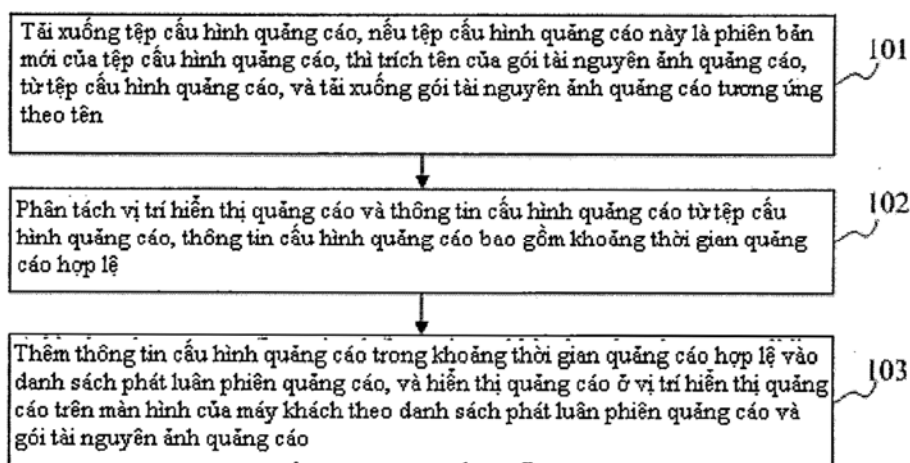 Tải xuống tệp cấu hình quảng cáo, nếu tệp cấu hình quảng cáo này là phiên bản
mới của tệp cấu hình quảng cáo, thì trích tên của gói tài nguyên ảnh quảng cáo,
từ tệp cấu hình quảng cáo, và tải xuống gói tài nguyên ảnh quảng cáo tương ứng
theo tên
101
Phân tách vị trí hiển thị quảng cáo và thông tin cấu hình quảng cáo từ tệp cấu
hình quảng cáo, thông tin cấu hình quảng cáo bao gồm khoảng thời gian quảng
cáo hợp lệ
102
Thêm thông tin cấu hình quảng cáo trong khoảng thời gian quảng cáo hợp lệ vào
danh sách phát luân phiên quảng cáo, và hiển thị quảng cáo ở vị trí hiển thị quảng
cáo trên màn hình của máy khách theo danh sách phát luân phiên quảng cáo và
gói tài nguyên ảnh quảng cáo
103